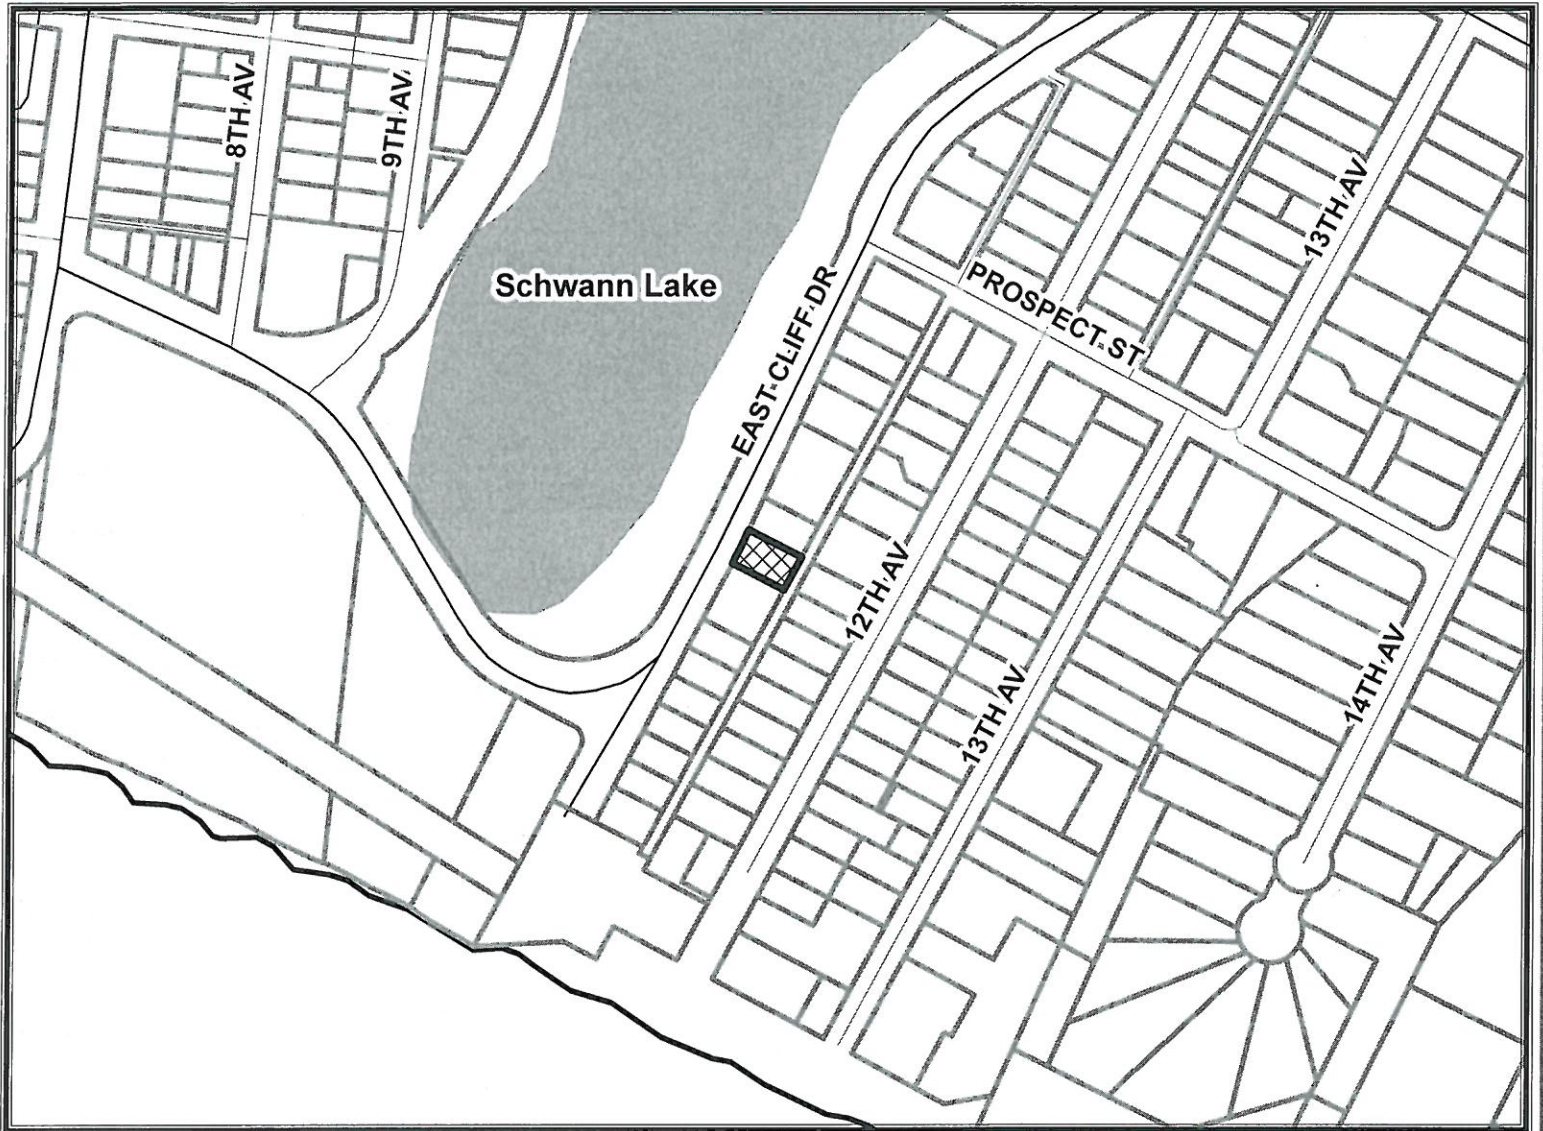 8TH AV
9TH AV
13TH AV
Schwann Lake
EAST CLIFF DR
PROSPECT ST
12TH AV
13TH AV
14TH AV